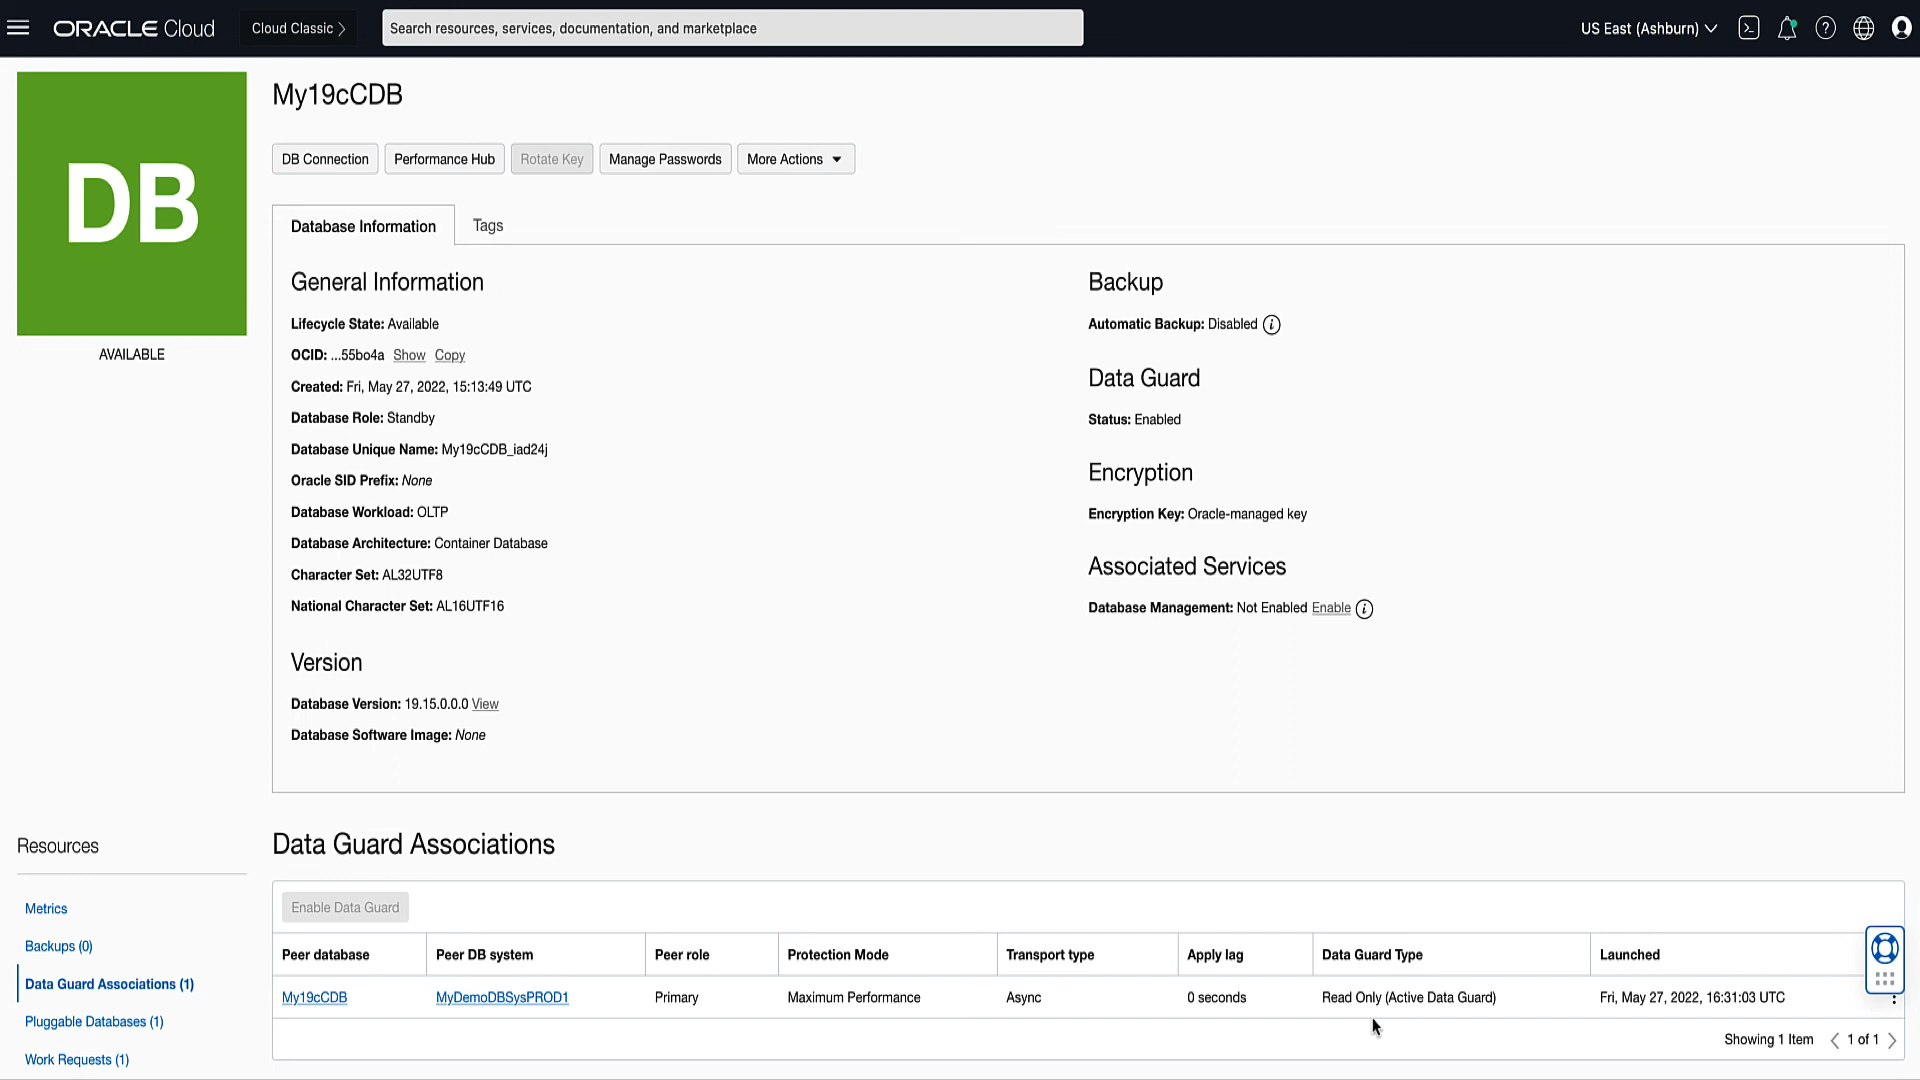 ORACLE Cloud
Cloud Classic
Search resources, services, documentation, and marketplace
US East (Ashburn)
DB
AVAILABLE
My19cCDB
DB Connection
Performance Hub
Rotate Key
Manage Passwords
More Actions
Database Information
Tags
General Information
Lifecycle State: Available
OCID: ...55bo4a Show Copy
Created: Fri, May 27, 2022, 15:13:49 UTC
Database Role: Standby
Database Unique Name: My19cCDB_iad24j
Oracle SID Prefix: None
Database Workload: OLTP
Database Architecture: Container Database
Character Set: AL32UTF8
National Character Set: AL16UTF16
Version
Database Version: 19.15.0.0.0 View
Database Software Image: None
Backup
Automatic Backup: Disabled
Data Guard
Status: Enabled
Encryption
Encryption Key: Oracle-managed key
Associated Services
Database Management: Not Enabled Enable
Resources
Metrics
Backups (0)
Data Guard Associations (1)
Pluggable Databases (1)
Work Requests (1)
Data Guard Associations
Enable Data Guard
Peer database Peer DB system Peer role Protection Mode Transport type Apply lag Data Guard Type Launched
My19cCDB MyDemoDBSysPROD1 Primary Maximum Performance Async 0 seconds Read Only (Active Data Guard) Fri, May 27, 2022, 16:31:03 UTC
Showing 1 Item 1 of 1